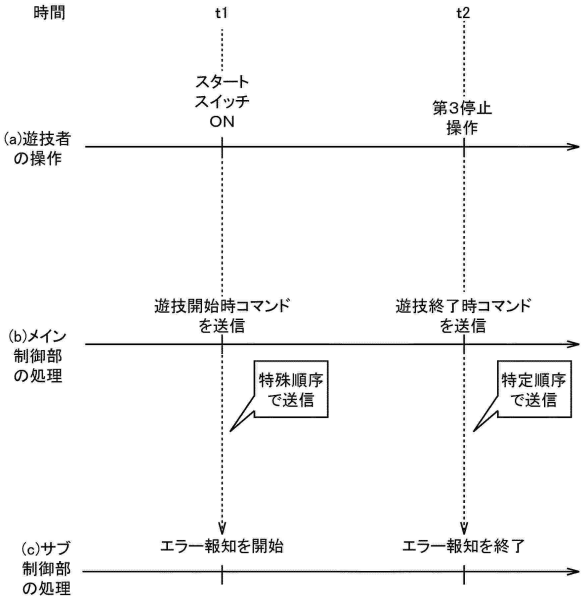 時間
t1
t2
スタート
スイッチ
ON
第3停止
操作
(a)遊技者
の操作
遊技開始時コマンド
を送信
遊技終了時コマンド
を送信
(b)メイン
制御部
の処理
特殊順序
で送信
特定順序
で送信
エラー報知を開始
エラー報知を終了
(c)サブ
制御部
の処理